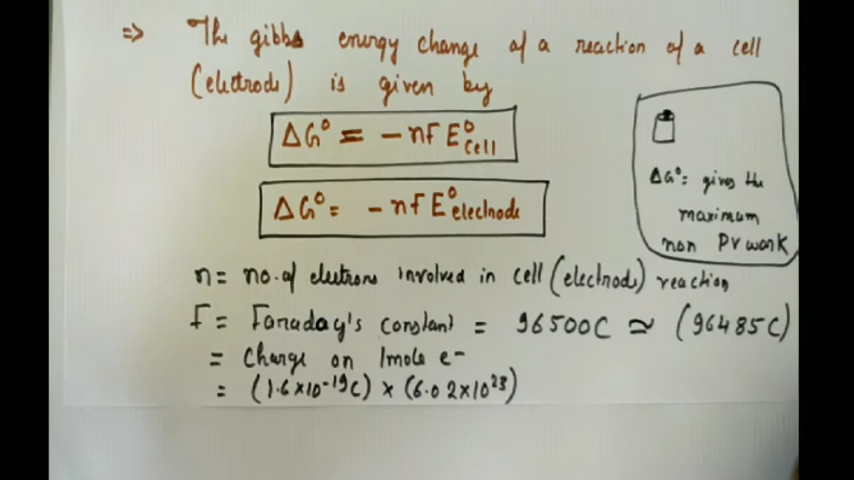 ⇒ The gibbs energy change of a reaction of a cell
(electrode) is given by
ΔG° = -nF E°cell
ΔG° = -nF E°electrode
ΔG° = gives the
maximum
non PV work
n = no. of electrons involved in cell (electrode) reaction
F = Faraday's constant = 96500C ≃ (96485C)
= Charge on 1mole e-
= (1.6×10⁻¹⁹C) × (6.02×10²³)